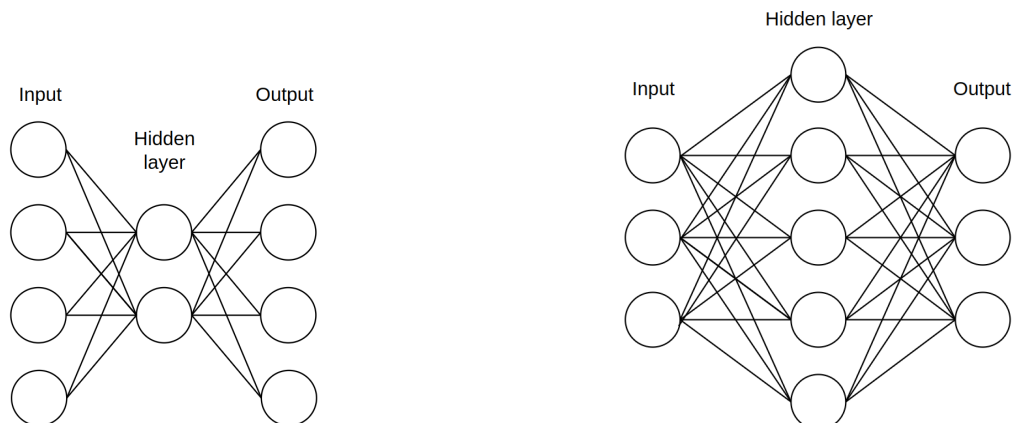 Input
Output
Hidden
layer
Hidden layer
Input
Output